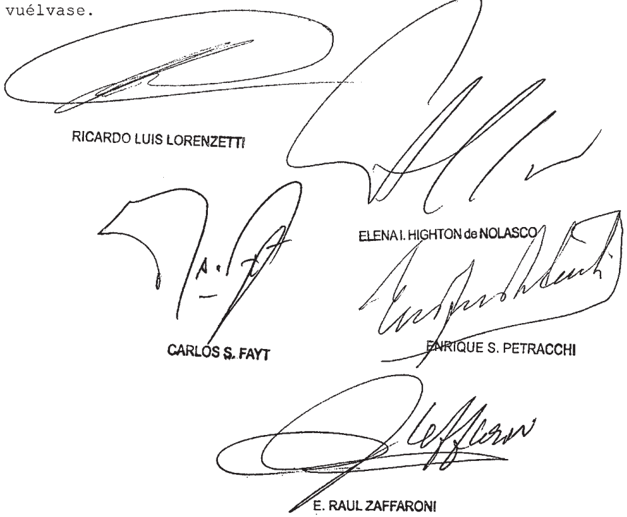 vuélvase.
RICARDO LUIS LORENZETTI
ELENA I. HIGHTON de NOLASCO
CARLOS S. FAYT
ENRIQUE S. PETRACCHI
E. RAUL ZAFFARONI